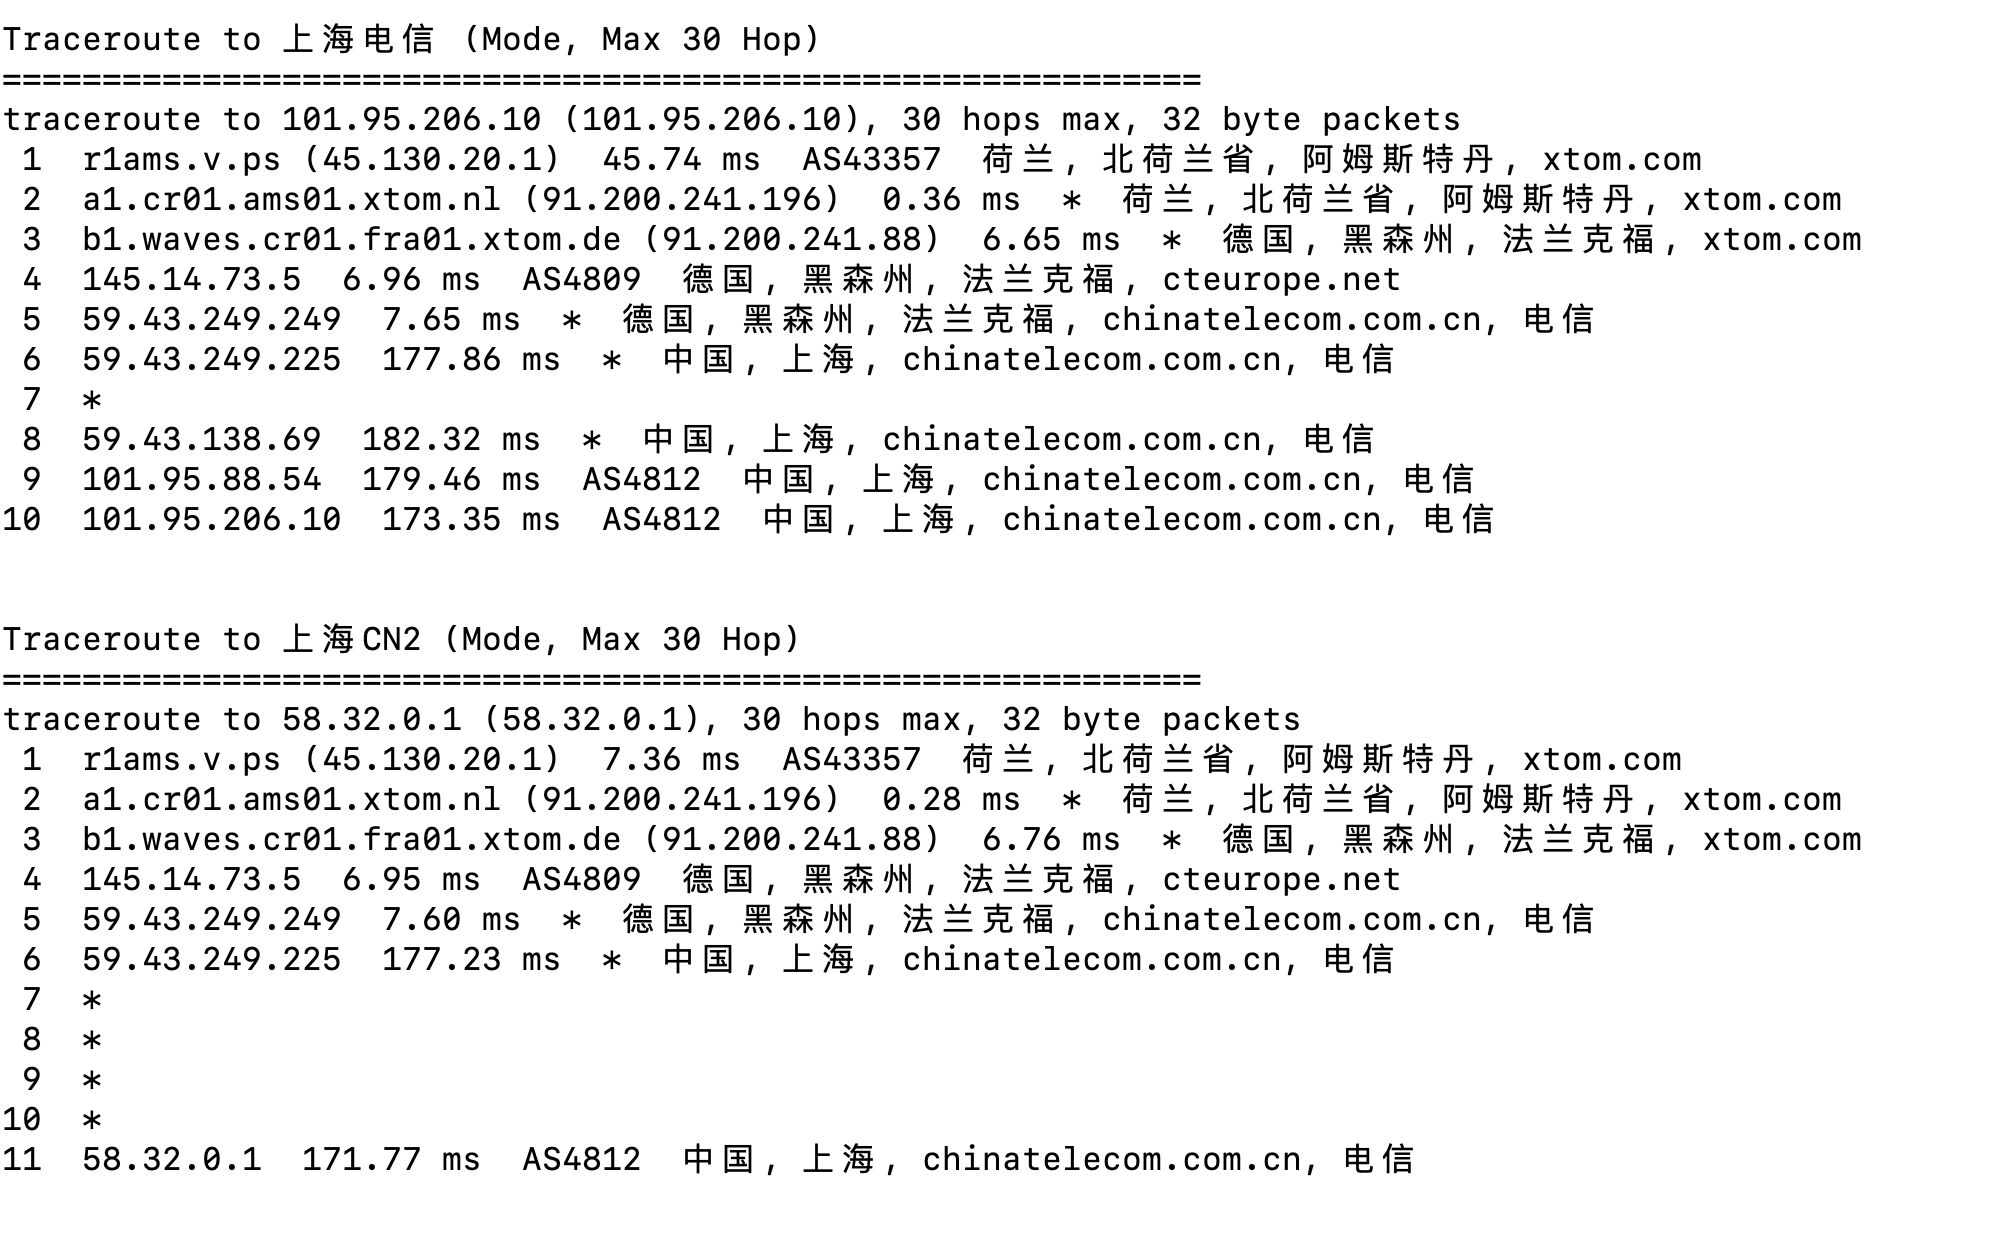 Traceroute to 上海电信 (Mode, Max 30 Hop)
============================================================
traceroute to 101.95.206.10 (101.95.206.10), 30 hops max, 32 byte packets
 1  r1ams.v.ps (45.130.20.1)  45.74 ms  AS43357  荷兰, 北荷兰省, 阿姆斯特丹, xtom.com
 2  a1.cr01.ams01.xtom.nl (91.200.241.196)  0.36 ms  *  荷兰, 北荷兰省, 阿姆斯特丹, xtom.com
 3  b1.waves.cr01.fra01.xtom.de (91.200.241.88)  6.65 ms  *  德国, 黑森州, 法兰克福, xtom.com
 4  145.14.73.5  6.96 ms  AS4809  德国, 黑森州, 法兰克福, cteurope.net
 5  59.43.249.249  7.65 ms  *  德国, 黑森州, 法兰克福, chinatelecom.com.cn, 电信
 6  59.43.249.225  177.86 ms  *  中国, 上海, chinatelecom.com.cn, 电信
 7  *
 8  59.43.138.69  182.32 ms  *  中国, 上海, chinatelecom.com.cn, 电信
 9  101.95.88.54  179.46 ms  AS4812  中国, 上海, chinatelecom.com.cn, 电信
10  101.95.206.10  173.35 ms  AS4812  中国, 上海, chinatelecom.com.cn, 电信
Traceroute to 上海CN2 (Mode, Max 30 Hop)
============================================================
traceroute to 58.32.0.1 (58.32.0.1), 30 hops max, 32 byte packets
 1  r1ams.v.ps (45.130.20.1)  7.36 ms  AS43357  荷兰, 北荷兰省, 阿姆斯特丹, xtom.com
 2  a1.cr01.ams01.xtom.nl (91.200.241.196)  0.28 ms  *  荷兰, 北荷兰省, 阿姆斯特丹, xtom.com
 3  b1.waves.cr01.fra01.xtom.de (91.200.241.88)  6.76 ms  *  德国, 黑森州, 法兰克福, xtom.com
 4  145.14.73.5  6.95 ms  AS4809  德国, 黑森州, 法兰克福, cteurope.net
 5  59.43.249.249  7.60 ms  *  德国, 黑森州, 法兰克福, chinatelecom.com.cn, 电信
 6  59.43.249.225  177.23 ms  *  中国, 上海, chinatelecom.com.cn, 电信
 7  *
 8  *
 9  *
10  *
11  58.32.0.1  171.77 ms  AS4812  中国, 上海, chinatelecom.com.cn, 电信